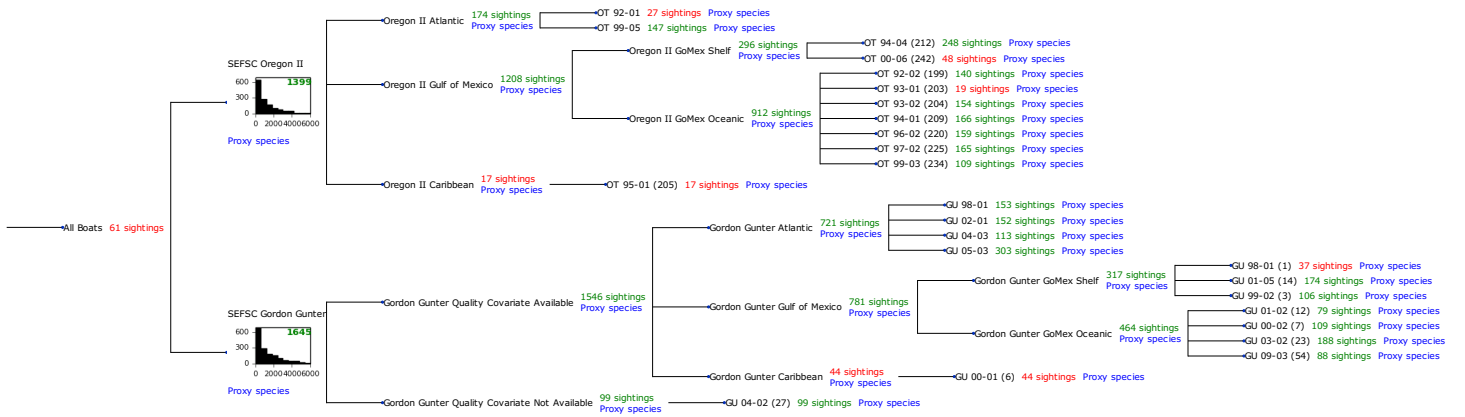 All Boats 61 sightings
SEFSC Oregon II
1399
600
300
0
0 2000 4000 6000
Proxy species
Oregon II Atlantic 174 sightings
Proxy species
OT 92-01 27 sightings Proxy species
OT 99-05 147 sightings Proxy species
Oregon II Gulf of Mexico 1208 sightings
Proxy species
Oregon II GoMex Shelf 296 sightings
Proxy species
OT 94-04 (212) 248 sightings Proxy species
OT 00-06 (242) 48 sightings Proxy species
Oregon II GoMex Oceanic 912 sightings
Proxy species
OT 92-02 (199) 140 sightings Proxy species
OT 93-01 (203) 19 sightings Proxy species
OT 93-02 (204) 154 sightings Proxy species
OT 94-01 (209) 166 sightings Proxy species
OT 96-02 (220) 159 sightings Proxy species
OT 97-02 (225) 165 sightings Proxy species
OT 99-03 (234) 109 sightings Proxy species
Oregon II Caribbean 17 sightings
Proxy species
OT 95-01 (205) 17 sightings Proxy species
SEFSC Gordon Gunter
1645
600
300
0
0 2000 4000 6000
Proxy species
Gordon Gunter Quality Covariate Available 1546 sightings
Proxy species
Gordon Gunter Atlantic 721 sightings
Proxy species
GU 98-01 153 sightings Proxy species
GU 02-01 152 sightings Proxy species
GU 04-03 113 sightings Proxy species
GU 05-03 303 sightings Proxy species
Gordon Gunter Gulf of Mexico 781 sightings
Proxy species
Gordon Gunter GoMex Shelf 317 sightings
Proxy species
GU 98-01 (1) 37 sightings Proxy species
GU 01-05 (14) 174 sightings Proxy species
GU 99-02 (3) 106 sightings Proxy species
Gordon Gunter GoMex Oceanic 464 sightings
Proxy species
GU 01-02 (12) 79 sightings Proxy species
GU 00-02 (7) 109 sightings Proxy species
GU 03-02 (23) 188 sightings Proxy species
GU 09-03 (54) 88 sightings Proxy species
Gordon Gunter Caribbean 44 sightings
Proxy species
GU 00-01 (6) 44 sightings Proxy species
Gordon Gunter Quality Covariate Not Available 99 sightings
Proxy species
GU 04-02 (27) 99 sightings Proxy species